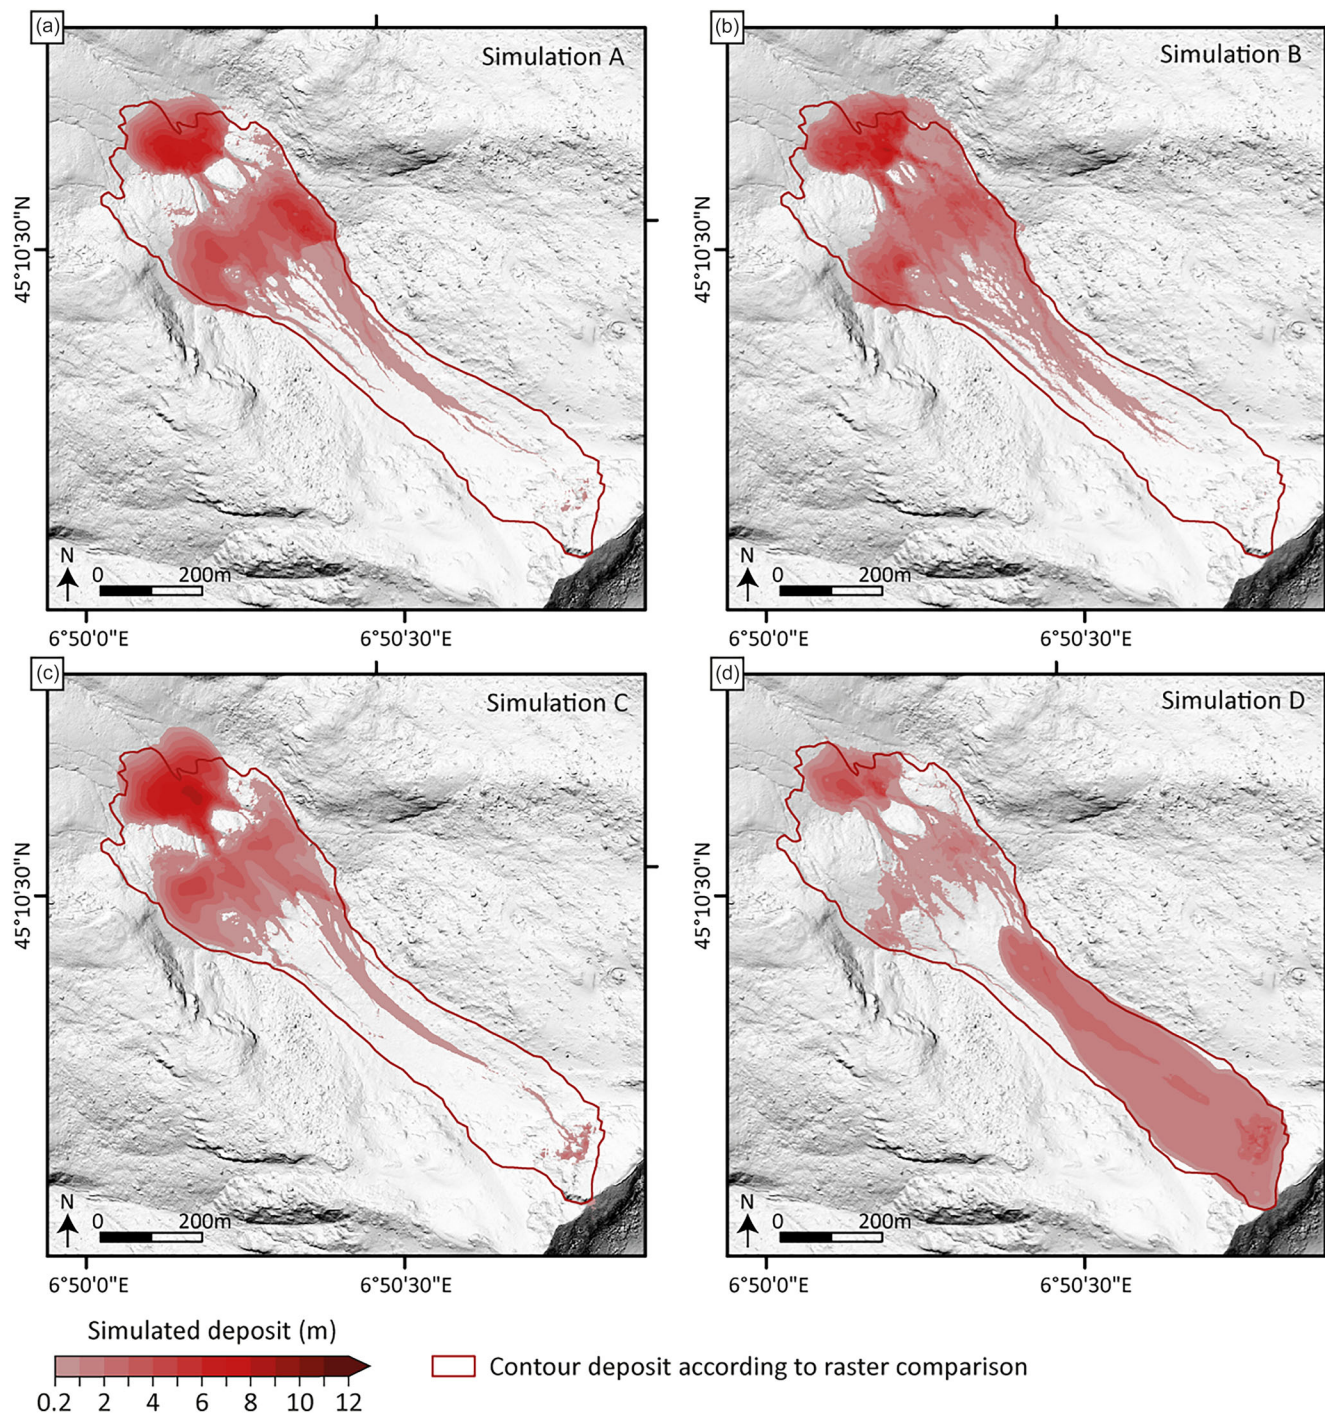 (a)
Simulation A
45°10'30"N
N
0 200m
6°50'0"E 6°50'30"E
(b)
Simulation B
45°10'30"N
N
0 200m
6°50'0"E 6°50'30"E
(c)
Simulation C
45°10'30"N
N
0 200m
6°50'0"E 6°50'30"E
(d)
Simulation D
45°10'30"N
N
0 200m
6°50'0"E 6°50'30"E
Simulated deposit (m)
0.2 2 4 6 8 10 12
Contour deposit according to raster comparison